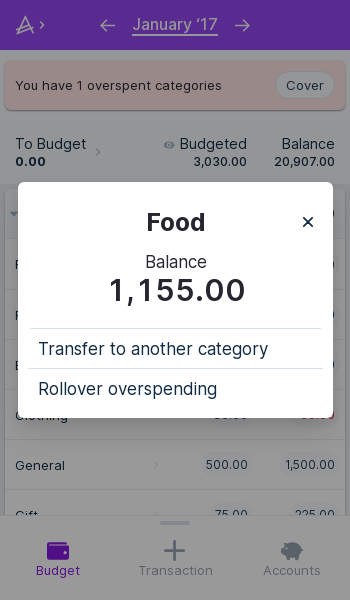 January ‘17
You have 1 overspent categories
Cover
To Budget
0.00
Budgeted
3,030.00
Balance
20,907.00
Food
Balance
1,155.00
Transfer to another category
Rollover overspending
Clothing
General
500.00
1,500.00
Gift
75.00
225.00
Budget
Transaction
Accounts